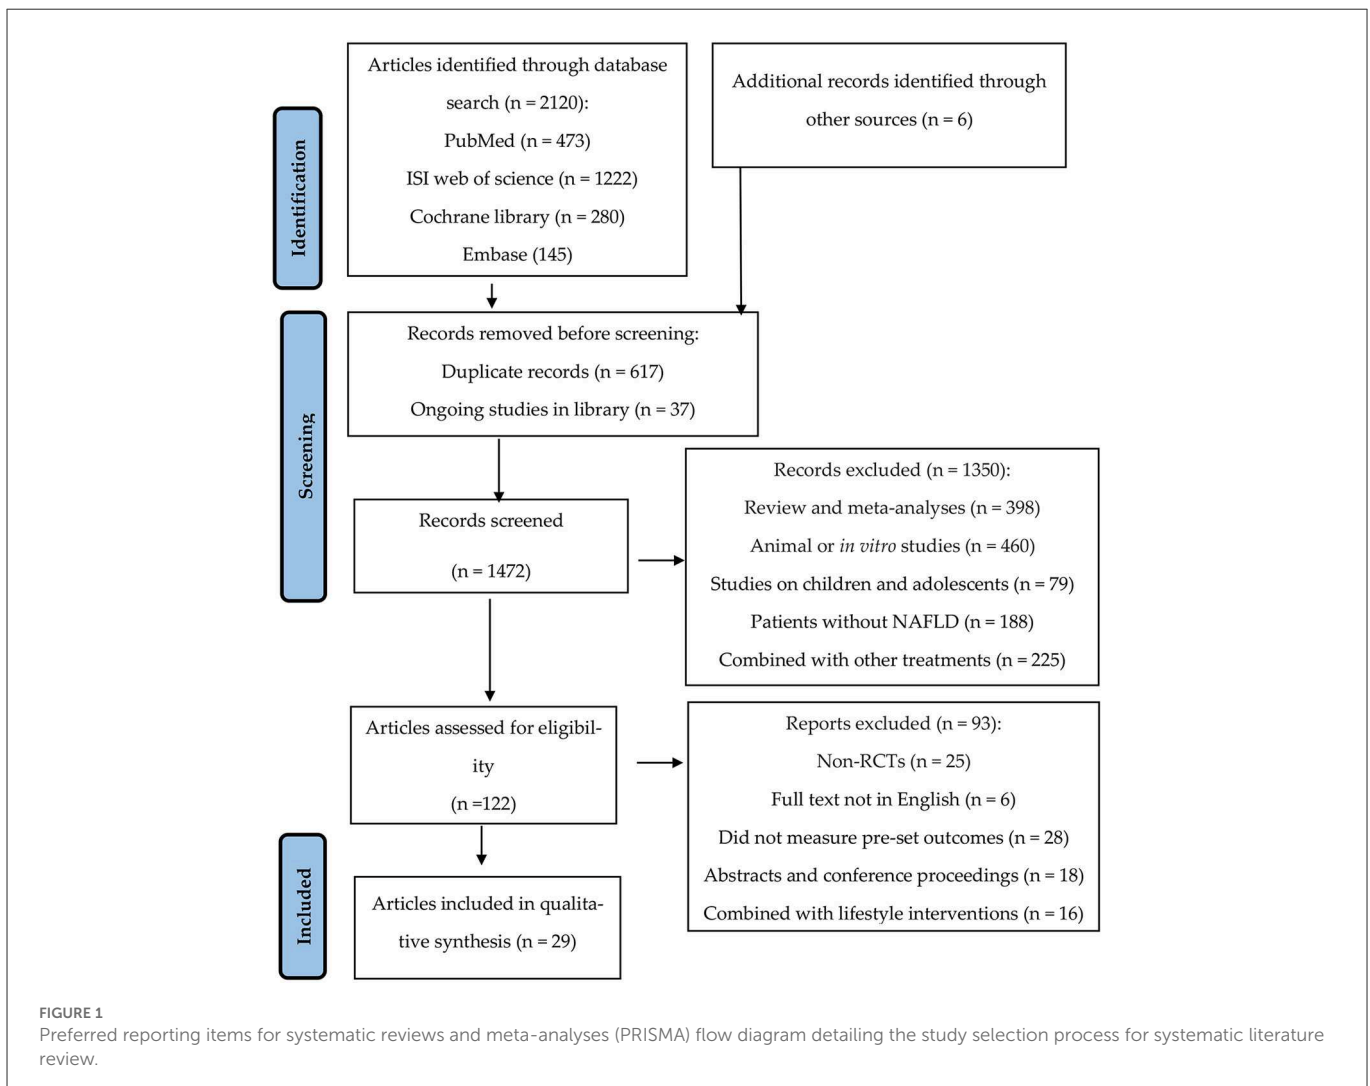 Articles identified through database
search (n = 2120):
PubMed (n = 473)
ISI web of science (n = 1222)
Cochrane library (n = 280)
Embase (145)
Additional records identified through
other sources (n = 6)
Identification
Records removed before screening:
Duplicate records (n = 617)
Ongoing studies in library (n = 37)
Screening
Records screened
(n = 1472)
Records excluded (n = 1350):
Review and meta-analyses (n = 398)
Animal or in vitro studies (n = 460)
Studies on children and adolescents (n = 79)
Patients without NAFLD (n = 188)
Combined with other treatments (n = 225)
Articles assessed for eligibil-
ity
(n =122)
Reports excluded (n = 93):
Non-RCTs (n = 25)
Full text not in English (n = 6)
Did not measure pre-set outcomes (n = 28)
Abstracts and conference proceedings (n = 18)
Combined with lifestyle interventions (n = 16)
Included
Articles included in qualita-
tive synthesis (n = 29)
FIGURE 1
Preferred reporting items for systematic reviews and meta-analyses (PRISMA) flow diagram detailing the study selection process for systematic literature
review.